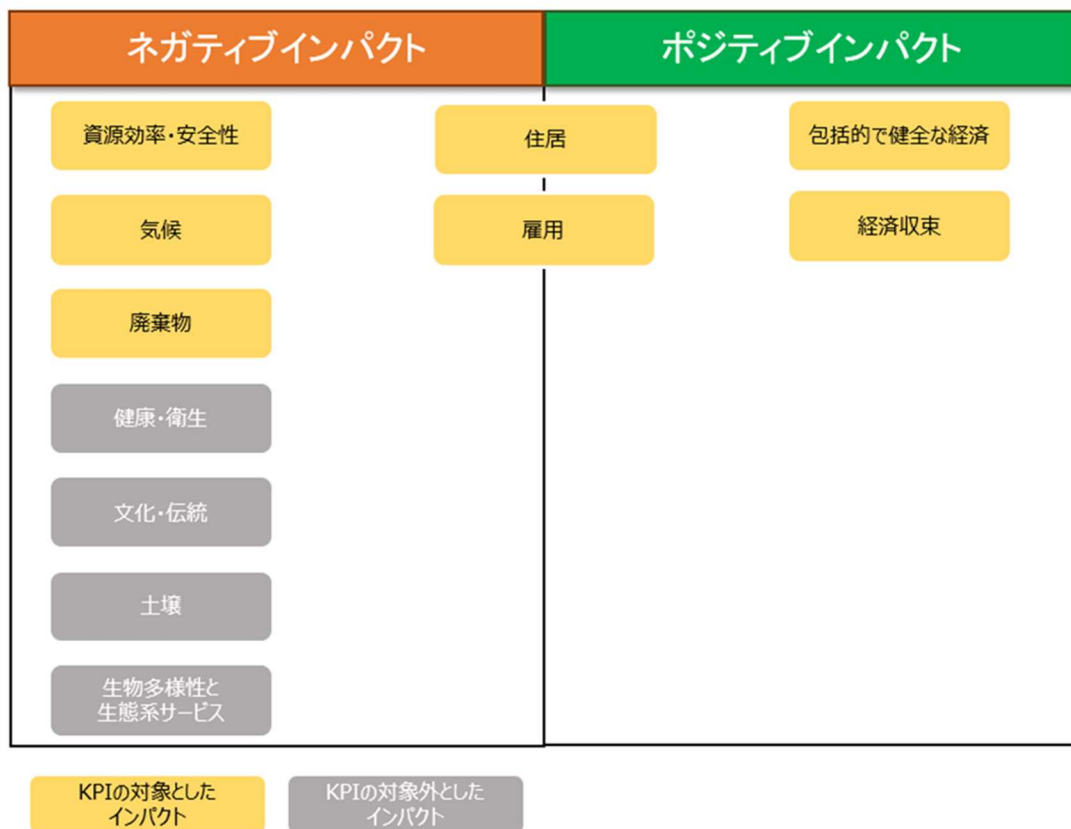 ネガティブインパクト
ポジティブインパクト
資源効率・安全性
住居
包括的で健全な経済
気候
雇用
経済収束
廃棄物
健康・衛生
文化・伝統
土壌
生物多様性と
生態系サービス
KPIの対象とした
インパクト
KPIの対象外とした
インパクト